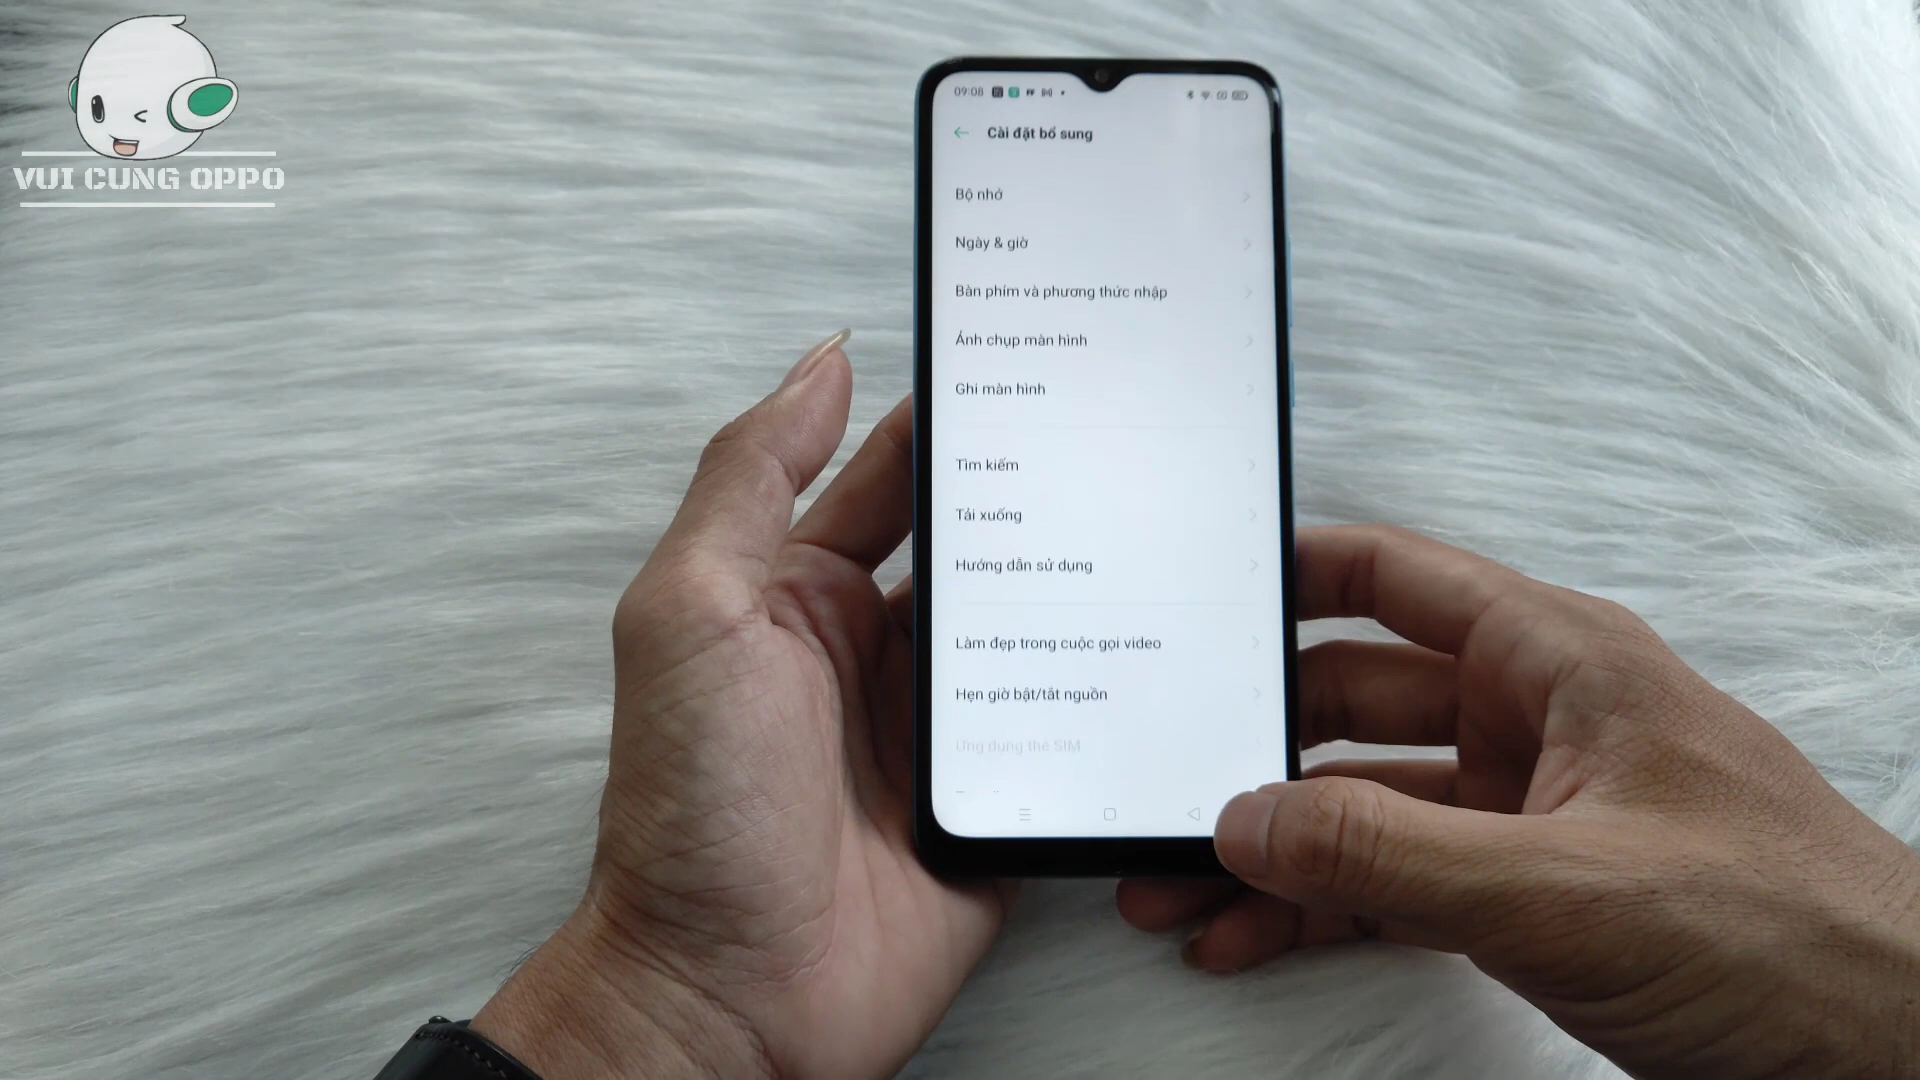 VUI CUNG OPPO
09:08
Cài đặt bổ sung
Bộ nhớ
Ngày & giờ
Bàn phím và phương thức nhập
Ảnh chụp màn hình
Ghi màn hình
Tìm kiếm
Tải xuống
Hướng dẫn sử dụng
Làm đẹp trong cuộc gọi video
Hẹn giờ bật/tắt nguồn
Ứng dụng thẻ SIM